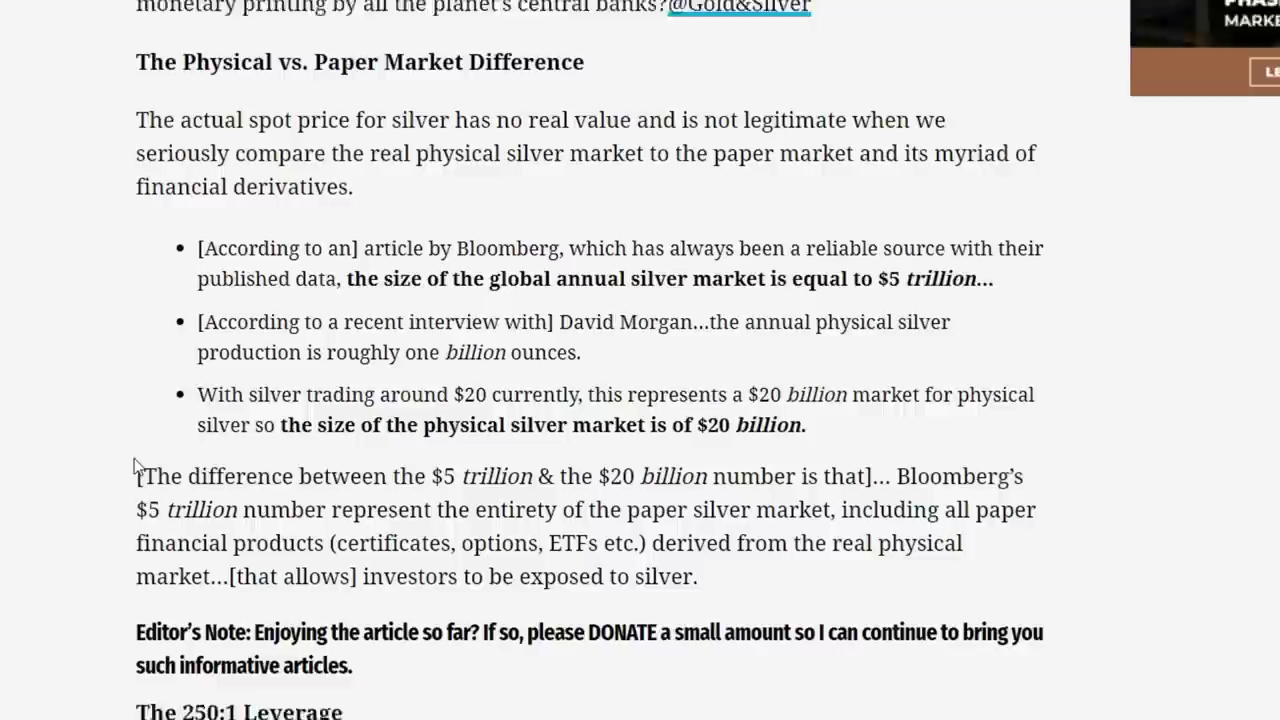 monetary printing by all the planet's central banks?@Gold&Silver
The Physical vs. Paper Market Difference
The actual spot price for silver has no real value and is not legitimate when we
seriously compare the real physical silver market to the paper market and its myriad of
financial derivatives.
• [According to an] article by Bloomberg, which has always been a reliable source with their
published data, the size of the global annual silver market is equal to $5 trillion…
• [According to a recent interview with] David Morgan…the annual physical silver
production is roughly one billion ounces.
• With silver trading around $20 currently, this represents a $20 billion market for physical
silver so the size of the physical silver market is of $20 billion.
[The difference between the $5 trillion & the $20 billion number is that]… Bloomberg's
$5 trillion number represent the entirety of the paper silver market, including all paper
financial products (certificates, options, ETFs etc.) derived from the real physical
market…[that allows] investors to be exposed to silver.
Editor's Note: Enjoying the article so far? If so, please DONATE a small amount so I can continue to bring you
such informative articles.
The 250:1 Leverage
MARKE
LE